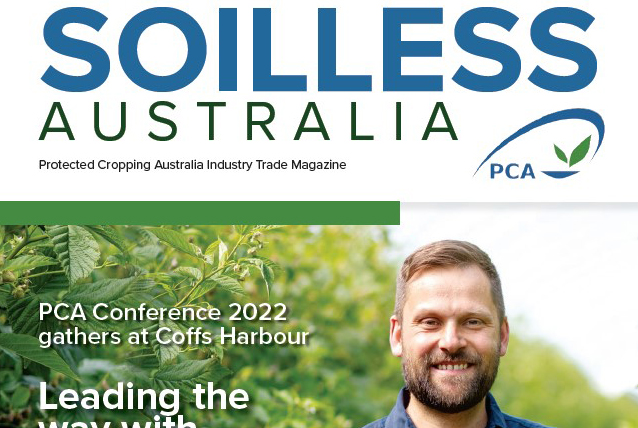 SOILLESS
AUSTRALIA
Protected Cropping Australia Industry Trade Magazine
PCA
PCA Conference 2022
gathers at Coffs Harbour
Leading the
way with